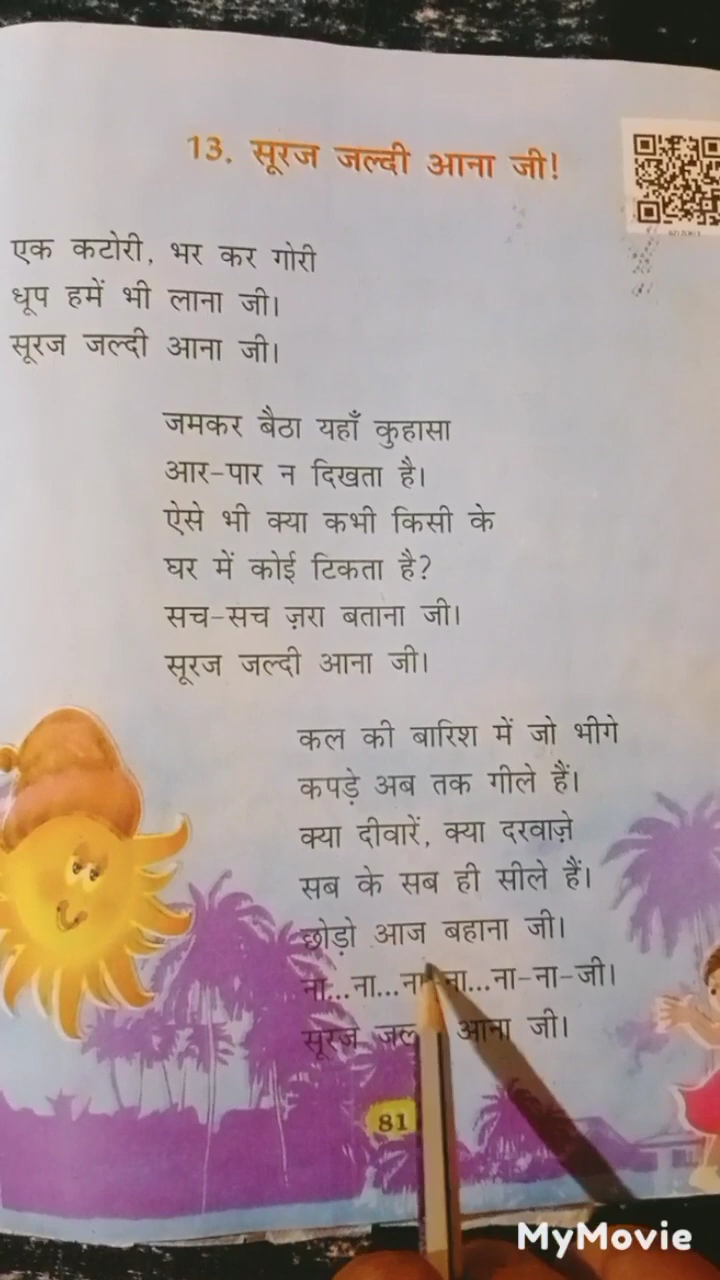 13. सूरज जल्दी आना जी!
एक कटोरी, भर कर गोरी
धूप हमें भी लाना जी।
सूरज जल्दी आना जी।
जमकर बैठा यहाँ कुहासा
आर-पार न दिखता है।
ऐसे भी क्या कभी किसी के
घर में कोई टिकता है?
सच-सच ज़रा बताना जी।
सूरज जल्दी आना जी।
कल की बारिश में जो भीगे
कपड़े अब तक गीले हैं।
क्या दीवारें, क्या दरवाज़े
सब के सब ही सीले हैं।
छोड़ो आज बहाना जी।
ना...ना...ना ना...ना-ना-जी।
सूरज जल आना जी।
81
MyMovie